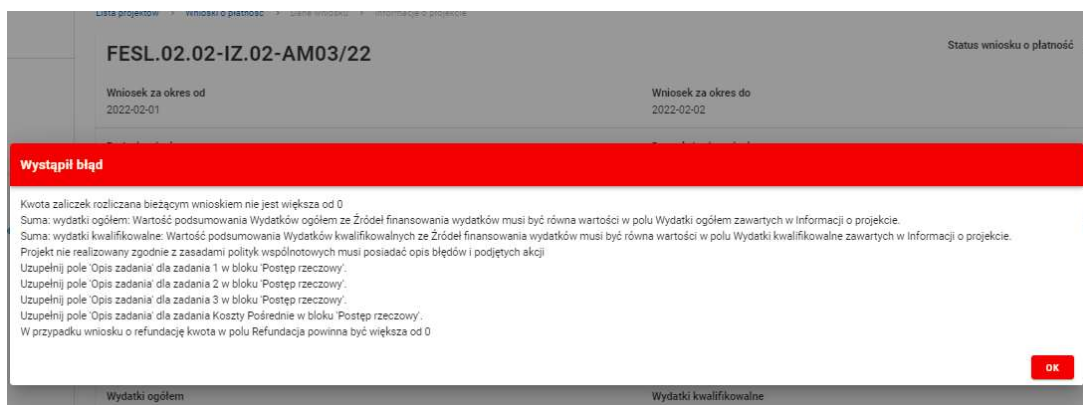 Lista projektów > Wnioski o płatność > Dane wniosku > Informacje o projekcie
FESL.02.02-IZ.02-AM03/22
Status wniosku o płatność
Wniosek za okres od
Wniosek za okres do
2022-02-01
2022-02-02
Wystąpił błąd
Kwota zaliczek rozliczana bieżącym wnioskiem nie jest większa od 0
Suma: wydatki ogółem: Wartość podsumowania Wydatków ogółem ze Źródeł finansowania wydatków musi być równa wartości w polu Wydatki ogółem zawartych w Informacji o projekcie.
Suma: wydatki kwalifikowalne: Wartość podsumowania Wydatków kwalifikowalnych ze Źródeł finansowania wydatków musi być równa wartości w polu Wydatki kwalifikowalne zawartych w Informacji o projekcie.
Projekt nie realizowany zgodnie z zasadami polityk wspólnotowych musi posiadać opis błędów i podjętych akcji
Uzupełnij pole 'Opis zadania' dla zadania 1 w bloku 'Postęp rzeczowy'.
Uzupełnij pole 'Opis zadania' dla zadania 2 w bloku 'Postęp rzeczowy'.
Uzupełnij pole 'Opis zadania' dla zadania 3 w bloku 'Postęp rzeczowy'.
Uzupełnij pole 'Opis zadania' dla zadania Koszty Pośrednie w bloku 'Postęp rzeczowy'.
W przypadku wniosku o refundację kwota w polu Refundacja powinna być większa od 0
OK
Wydatki ogółem
Wydatki kwalifikowalne